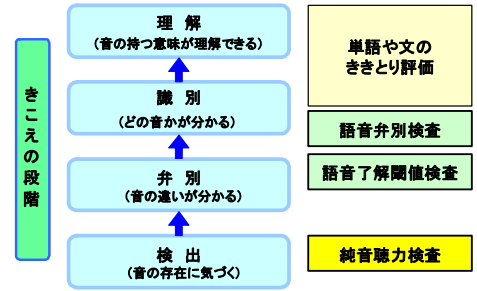 きこえの段階
理 解
(音の持つ意味が理解できる)
識 別
(どの音かが分かる)
弁 別
(音の違いが分かる)
検 出
(音の存在に気づく)
単語や文の
ききとり評価
語音弁別検査
語音了解閾値検査
純音聴力検査